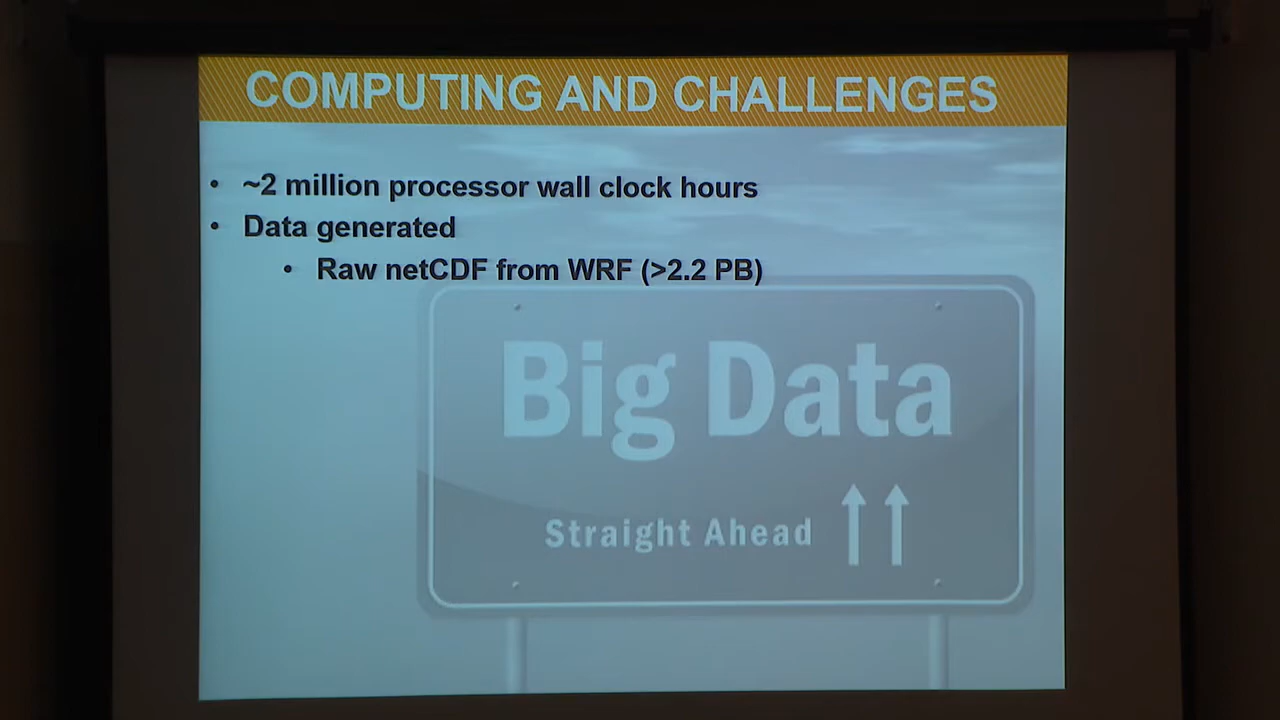 COMPUTING AND CHALLENGES
• ~2 million processor wall clock hours
• Data generated
• Raw netCDF from WRF (>2.2 PB)
Big Data
Straight Ahead